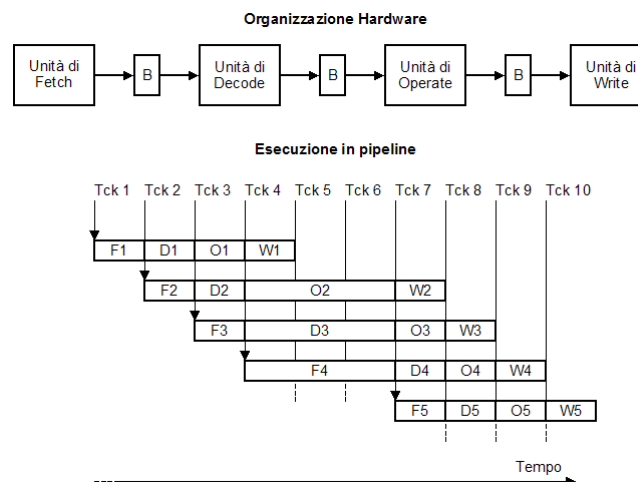 Organizzazione Hardware
Unità di Fetch
B
Unità di Decode
B
Unità di Operate
B
Unità di Write
Esecuzione in pipeline
Tck 1 Tck 2 Tck 3 Tck 4 Tck 5 Tck 6 Tck 7 Tck 8 Tck 9 Tck 10
F1 D1 O1 W1
F2 D2 O2 W2
F3 D3 O3 W3
F4 D4 O4 W4
F5 D5 O5 W5
Tempo